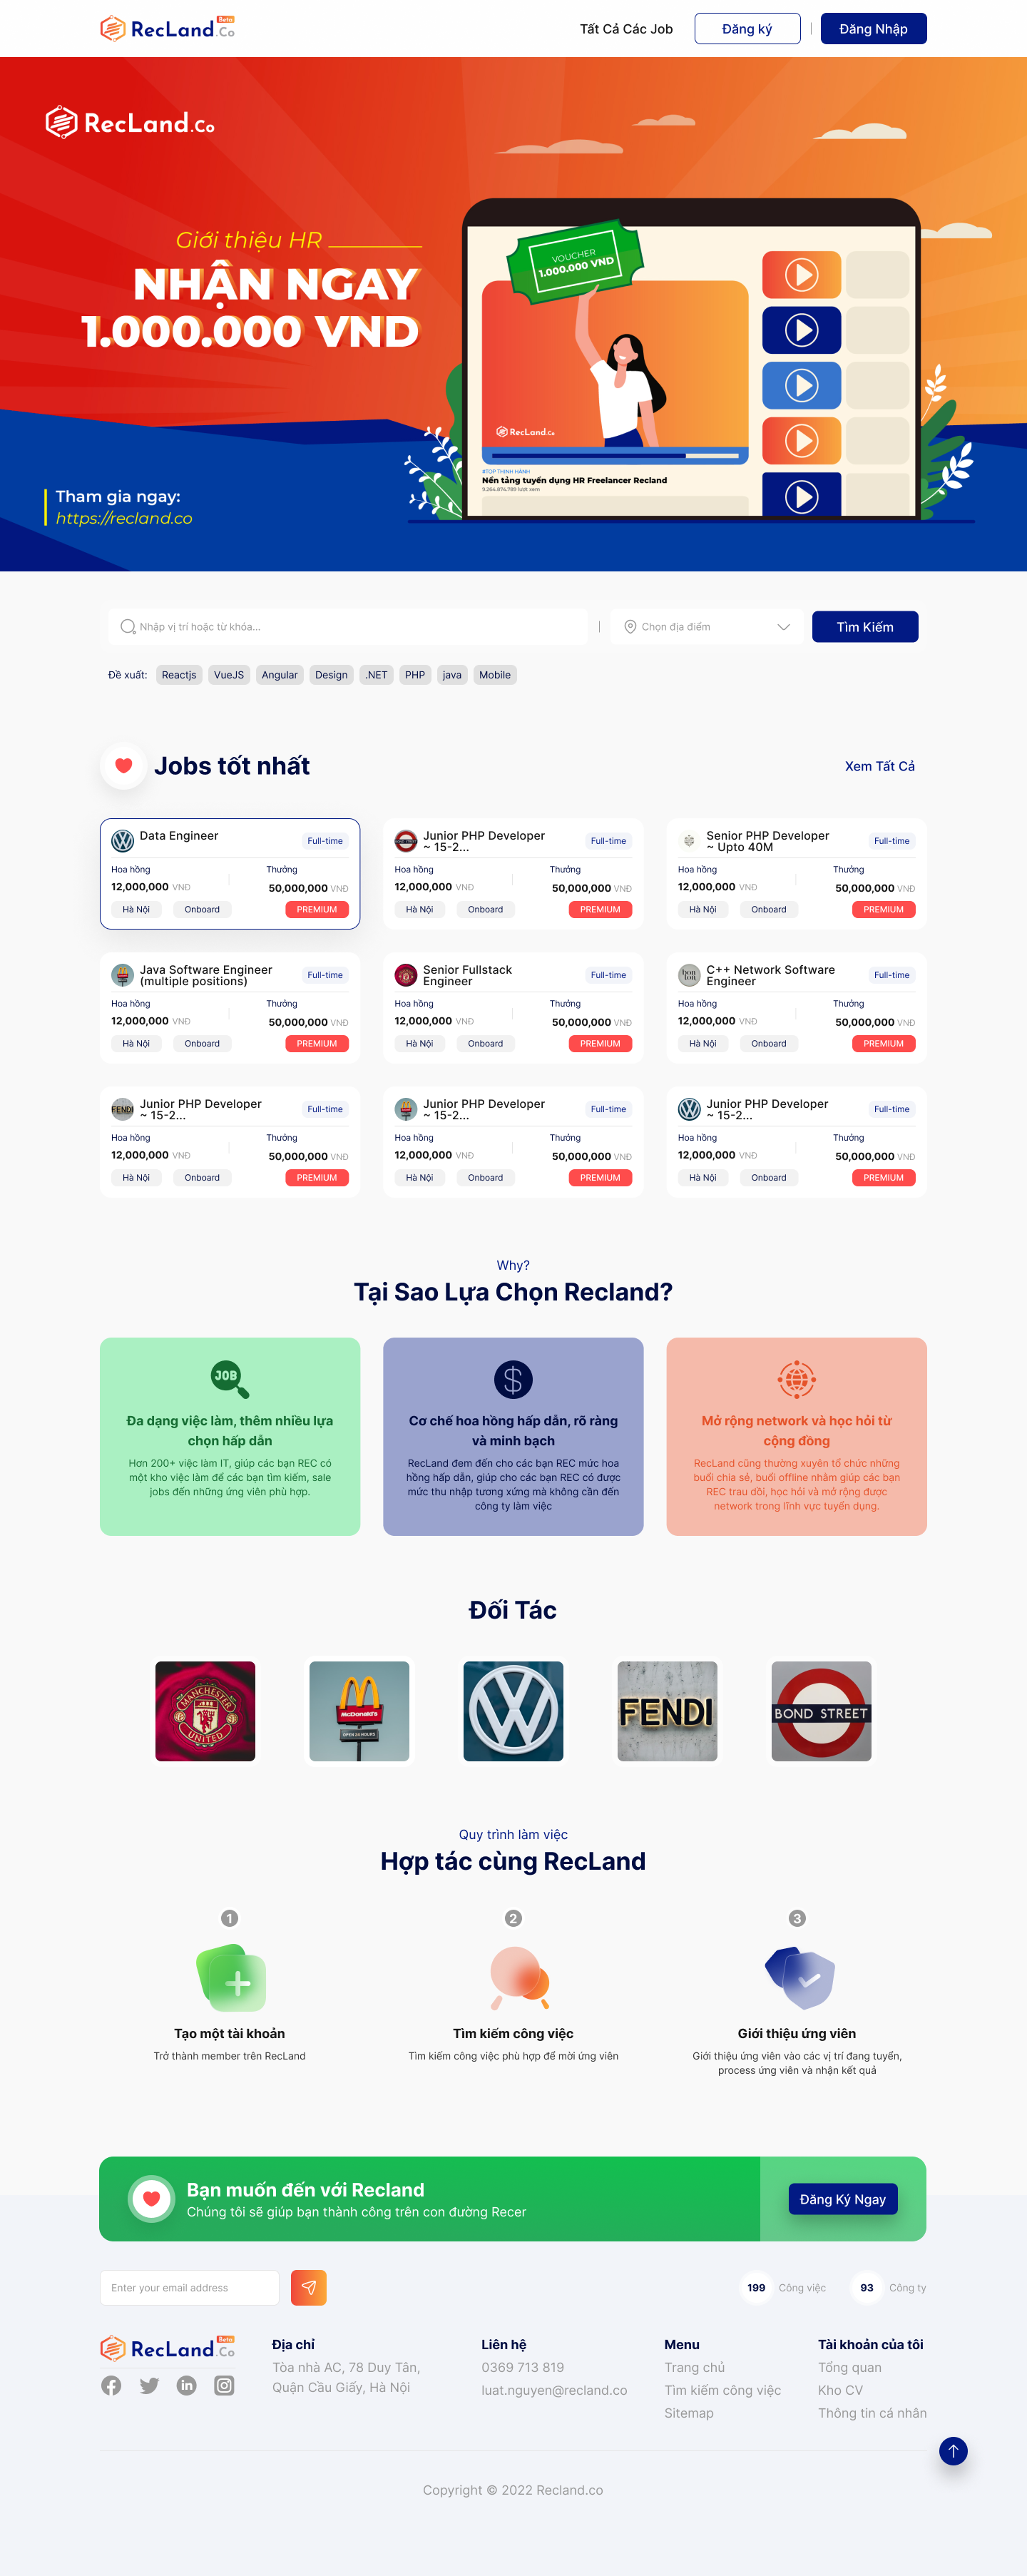 RecLand.Co Beta
Tất Cả Các Job
Đăng ký
Đăng Nhập
RecLand.co
Giới thiệu HR
NHẬN NGAY
1.000.000 VND
Tham gia ngay:
https://recland.co
VOUCHER
1.000.000 VND
RecLand.co
#TOP THỊNH HÀNH
Nền tảng tuyển dụng HR Freelancer Recland
9.264.876.789 lượt xem
Nhập vị trí hoặc từ khóa...
Chọn địa điểm
Tìm Kiếm
Đề xuất:
Reactjs
VueJS
Angular
Design
.NET
PHP
java
Mobile
Jobs tốt nhất
Xem Tất Cả
Data Engineer
Full-time
Hoa hồng
Thưởng
12,000,000 VNĐ
50,000,000 VNĐ
Hà Nội
Onboard
PREMIUM
BOND STREET
Junior PHP Developer
~ 15-2...
Full-time
Hoa hồng
Thưởng
12,000,000 VNĐ
50,000,000 VNĐ
Hà Nội
Onboard
PREMIUM
Senior PHP Developer
~ Upto 40M
Full-time
Hoa hồng
Thưởng
12,000,000 VNĐ
50,000,000 VNĐ
Hà Nội
Onboard
PREMIUM
Java Software Engineer
(multiple positions)
Full-time
Hoa hồng
Thưởng
12,000,000 VNĐ
50,000,000 VNĐ
Hà Nội
Onboard
PREMIUM
Senior Fullstack
Engineer
Full-time
Hoa hồng
Thưởng
12,000,000 VNĐ
50,000,000 VNĐ
Hà Nội
Onboard
PREMIUM
bon
ton
C++ Network Software
Engineer
Full-time
Hoa hồng
Thưởng
12,000,000 VNĐ
50,000,000 VNĐ
Hà Nội
Onboard
PREMIUM
FENDI
Junior PHP Developer
~ 15-2...
Full-time
Hoa hồng
Thưởng
12,000,000 VNĐ
50,000,000 VNĐ
Hà Nội
Onboard
PREMIUM
Junior PHP Developer
~ 15-2...
Full-time
Hoa hồng
Thưởng
12,000,000 VNĐ
50,000,000 VNĐ
Hà Nội
Onboard
PREMIUM
Junior PHP Developer
~ 15-2...
Full-time
Hoa hồng
Thưởng
12,000,000 VNĐ
50,000,000 VNĐ
Hà Nội
Onboard
PREMIUM
Why?
Tại Sao Lựa Chọn Recland?
JOB
Đa dạng việc làm, thêm nhiều lựa
chọn hấp dẫn
Hơn 200+ việc làm IT, giúp các bạn REC có
một kho việc làm để các bạn tìm kiếm, sale
jobs đến những ứng viên phù hợp.
$
Cơ chế hoa hồng hấp dẫn, rõ ràng
và minh bạch
RecLand đem đến cho các bạn REC mức hoa
hồng hấp dẫn, giúp cho các bạn REC có được
mức thu nhập tương xứng mà không cần đến
công ty làm việc
Mở rộng network và học hỏi từ
cộng đồng
RecLand cũng thường xuyên tổ chức những
buổi chia sẻ, buổi offline nhằm giúp các bạn
REC trau dồi, học hỏi và mở rộng được
network trong lĩnh vực tuyển dụng.
Đối Tác
MANCHESTER
UNITED
McDonald's
OPEN 24 HOURS
FENDI
BOND STREET
Quy trình làm việc
Hợp tác cùng RecLand
1
Tạo một tài khoản
Trở thành member trên RecLand
2
Tìm kiếm công việc
Tìm kiếm công việc phù hợp để mời ứng viên
3
Giới thiệu ứng viên
Giới thiệu ứng viên vào các vị trí đang tuyển,
process ứng viên và nhận kết quả
Bạn muốn đến với Recland
Chúng tôi sẽ giúp bạn thành công trên con đường Recer
Đăng Ký Ngay
Enter your email address
199 Công việc
93 Công ty
RecLand.Co Beta
Địa chỉ
Tòa nhà AC, 78 Duy Tân,
Quận Cầu Giấy, Hà Nội
Liên hệ
0369 713 819
luat.nguyen@recland.co
Menu
Trang chủ
Tìm kiếm công việc
Sitemap
Tài khoản của tôi
Tổng quan
Kho CV
Thông tin cá nhân
Copyright © 2022 Recland.co